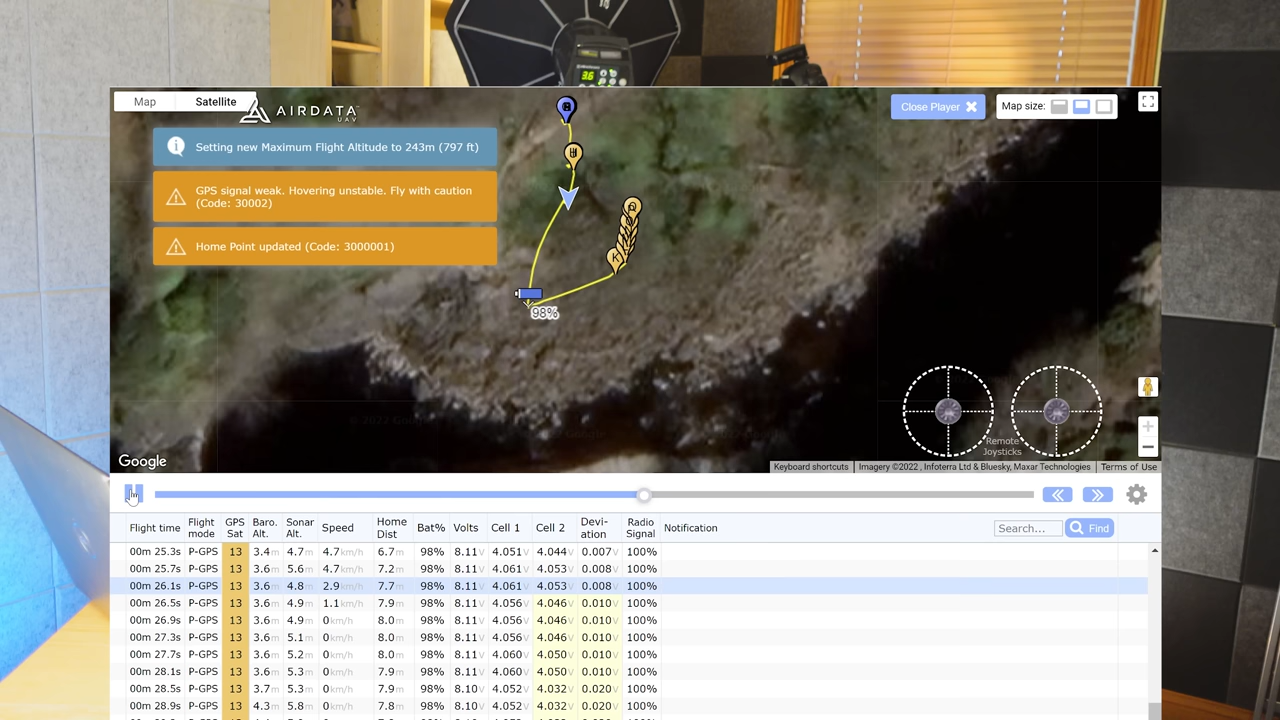 3.6
Map
Satellite
AIRDATA
UAV
Close Player
Map size:
Setting new Maximum Flight Altitude to 243m (797 ft)
GPS signal weak. Hovering unstable. Fly with caution
(Code: 30002)
Home Point updated (Code: 3000001)
H
K
98%
Remote
Joysticks
Google
Keyboard shortcuts
Imagery ©2022 , Infoterra Ltd & Bluesky, Maxar Technologies
Terms of Use
Flight time Flight mode GPS Sat Baro. Alt. Sonar Alt. Speed Home Dist. Bat% Volts Cell 1 Cell 2 Devi-ation Radio Signal Notification Search... Find
00m 25.3s P-GPS 13 3.4m 4.7m 4.7km/h 6.7m 98% 8.11V 4.051V 4.044V 0.007V 100%
00m 25.7s P-GPS 13 3.6m 5.6m 4.7km/h 7.2m 98% 8.11V 4.061V 4.053V 0.008V 100%
00m 26.1s P-GPS 13 3.6m 4.8m 2.9km/h 7.7m 98% 8.11V 4.061V 4.053V 0.008V 100%
00m 26.5s P-GPS 13 3.6m 4.9m 1.1km/h 7.9m 98% 8.11V 4.056V 4.046V 0.010V 100%
00m 26.9s P-GPS 13 3.6m 4.9m 0km/h 8.0m 98% 8.11V 4.056V 4.046V 0.010V 100%
00m 27.3s P-GPS 13 3.6m 5.1m 0km/h 8.0m 98% 8.11V 4.056V 4.046V 0.010V 100%
00m 27.7s P-GPS 13 3.6m 5.2m 0km/h 8.0m 98% 8.11V 4.060V 4.050V 0.010V 100%
00m 28.1s P-GPS 13 3.6m 5.3m 0km/h 7.9m 98% 8.11V 4.060V 4.050V 0.010V 100%
00m 28.5s P-GPS 13 3.7m 5.3m 0km/h 7.9m 98% 8.10V 4.052V 4.032V 0.020V 100%
00m 28.9s P-GPS 13 4.3m 5.8m 0km/h 7.8m 98% 8.10V 4.052V 4.032V 0.020V 100%